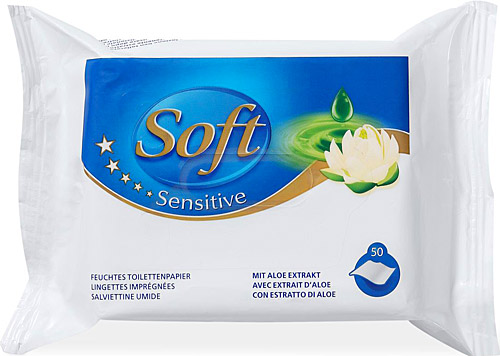 Soft
Sensitive
50
FEUCHTES TOILETTENPAPIER
LINGETTES IMPRÉGNÉES
SALVIETTINE UMIDE
MIT ALOE EXTRAKT
AVEC EXTRAIT D'ALOE
CON ESTRATTO DI ALOE